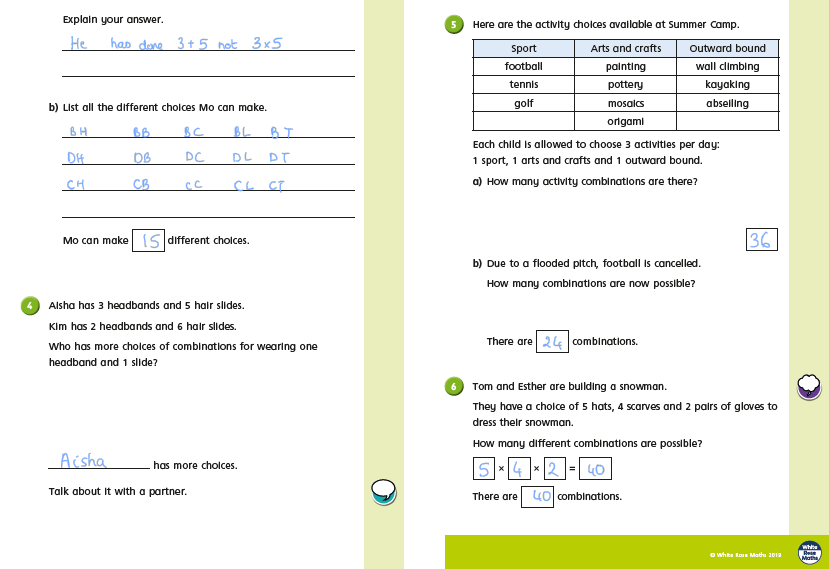 Explain your answer.
He has done 3+5 not 3x5
b) List all the different choices Mo can make.
BH BB BC BL BT
DH DB DC DL DT
CH CB CC CL CT
Mo can make 15 different choices.
4 Aisha has 3 headbands and 5 hair slides.
Kim has 2 headbands and 6 hair slides.
Who has more choices of combinations for wearing one
headband and 1 slide?
Aisha has more choices.
Talk about it with a partner.
5 Here are the activity choices available at Summer Camp.
Sport Arts and crafts Outward bound
football painting wall climbing
tennis pottery kayaking
golf mosaics abseiling
origami
Each child is allowed to choose 3 activities per day:
1 sport, 1 arts and crafts and 1 outward bound.
a) How many activity combinations are there?
36
b) Due to a flooded pitch, football is cancelled.
How many combinations are now possible?
There are 24 combinations.
6 Tom and Esther are building a snowman.
They have a choice of 5 hats, 4 scarves and 2 pairs of gloves to
dress their snowman.
How many different combinations are possible?
5 × 4 × 2 = 40
There are 40 combinations.
© White Rose Maths 2019
White
Rose
Maths